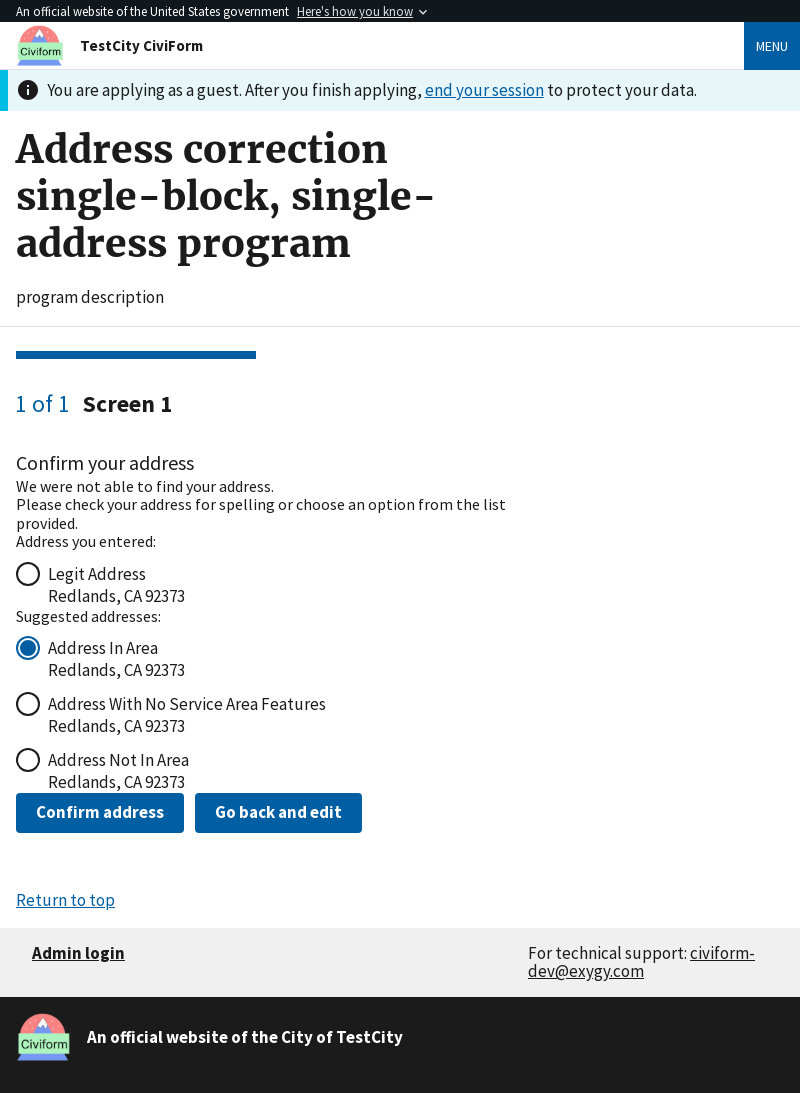 An official website of the United States government Here's how you know
Civiform
TestCity CiviForm
MENU
You are applying as a guest. After you finish applying, end your session to protect your data.
Address correction
single-block, single-
address program
program description
1 of 1 Screen 1
Confirm your address
We were not able to find your address.
Please check your address for spelling or choose an option from the list
provided.
Address you entered:
Legit Address
Redlands, CA 92373
Suggested addresses:
Address In Area
Redlands, CA 92373
Address With No Service Area Features
Redlands, CA 92373
Address Not In Area
Redlands, CA 92373
Confirm address
Go back and edit
Return to top
Admin login
For technical support: civiform-
dev@exygy.com
Civiform
An official website of the City of TestCity